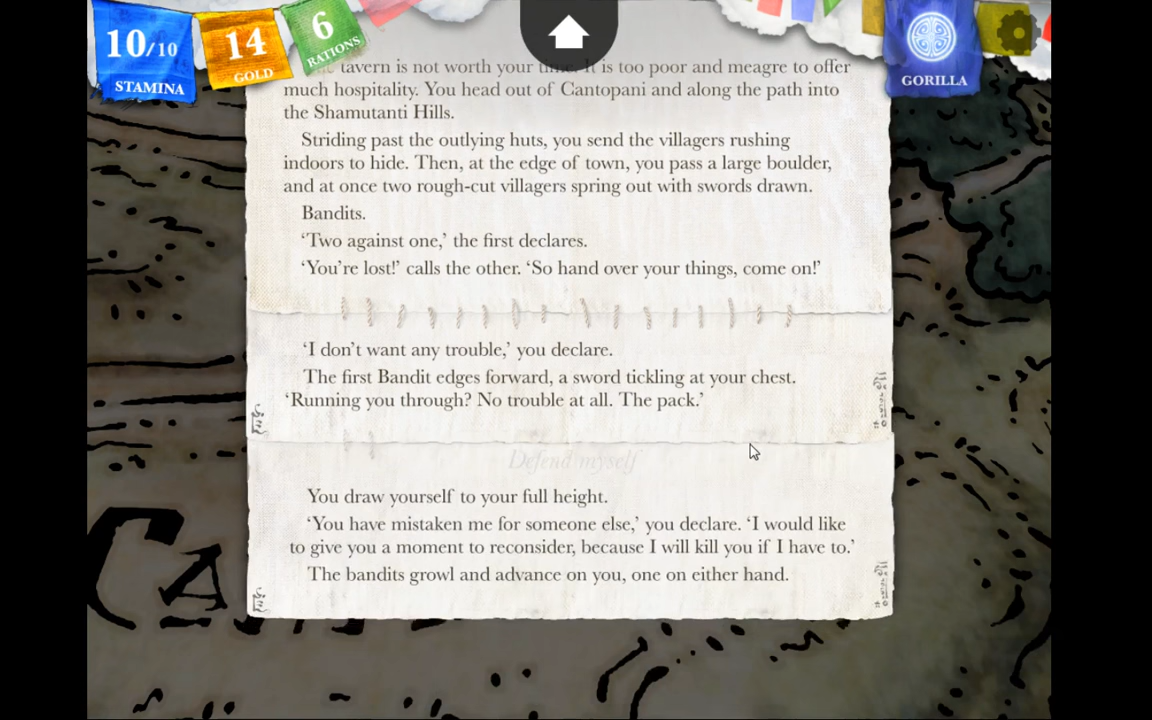 10/10
STAMINA
14
GOLD
6
RATIONS
GORILLA
tavern is not worth your time. It is too poor and meagre to offer
much hospitality. You head out of Cantopani and along the path into
the Shamutanti Hills.
Striding past the outlying huts, you send the villagers rushing
indoors to hide. Then, at the edge of town, you pass a large boulder,
and at once two rough-cut villagers spring out with swords drawn.
Bandits.
‘Two against one,’ the first declares.
‘You’re lost!’ calls the other. ‘So hand over your things, come on!’
‘I don’t want any trouble,’ you declare.
The first Bandit edges forward, a sword tickling at your chest.
‘Running you through? No trouble at all. The pack.’
Defend myself
You draw yourself to your full height.
‘You have mistaken me for someone else,’ you declare. ‘I would like
to give you a moment to reconsider, because I will kill you if I have to.’
The bandits growl and advance on you, one on either hand.
CA